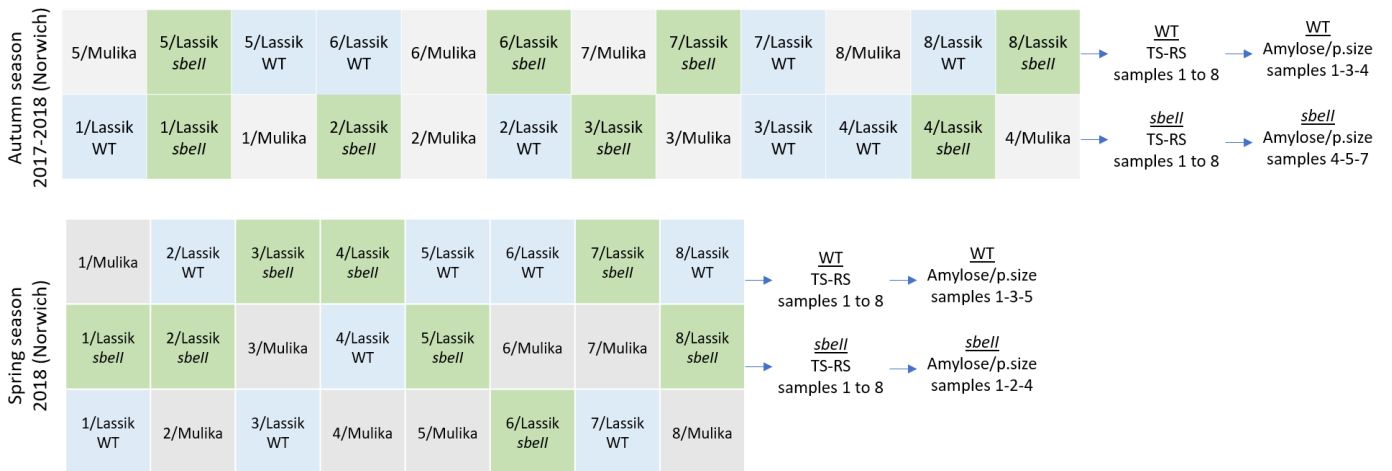 Autumn season
2017-2018 (Norwich)
5/Mulika
5/Lassik
sbeII
5/Lassik
WT
6/Lassik
WT
6/Mulika
6/Lassik
sbeII
7/Mulika
7/Lassik
sbeII
7/Lassik
WT
8/Mulika
8/Lassik
WT
8/Lassik
sbeII
1/Lassik
WT
1/Lassik
sbeII
1/Mulika
2/Lassik
sbeII
2/Mulika
2/Lassik
WT
3/Lassik
sbeII
3/Mulika
3/Lassik
WT
4/Lassik
WT
4/Lassik
sbeII
4/Mulika
WT
TS-RS
samples 1 to 8
WT
Amylose/p.size
samples 1-3-4
sbeII
TS-RS
samples 1 to 8
sbeII
Amylose/p.size
samples 4-5-7
Spring season
2018 (Norwich)
1/Mulika
2/Lassik
WT
3/Lassik
sbeII
4/Lassik
sbeII
5/Lassik
WT
6/Lassik
WT
7/Lassik
sbeII
8/Lassik
WT
1/Lassik
sbeII
2/Lassik
sbeII
3/Mulika
4/Lassik
WT
5/Lassik
sbeII
6/Mulika
7/Mulika
8/Lassik
sbeII
1/Lassik
WT
2/Mulika
3/Lassik
WT
4/Mulika
5/Mulika
6/Lassik
sbeII
7/Lassik
WT
8/Mulika
WT
TS-RS
samples 1 to 8
WT
Amylose/p.size
samples 1-3-5
sbeII
TS-RS
samples 1 to 8
sbeII
Amylose/p.size
samples 1-2-4